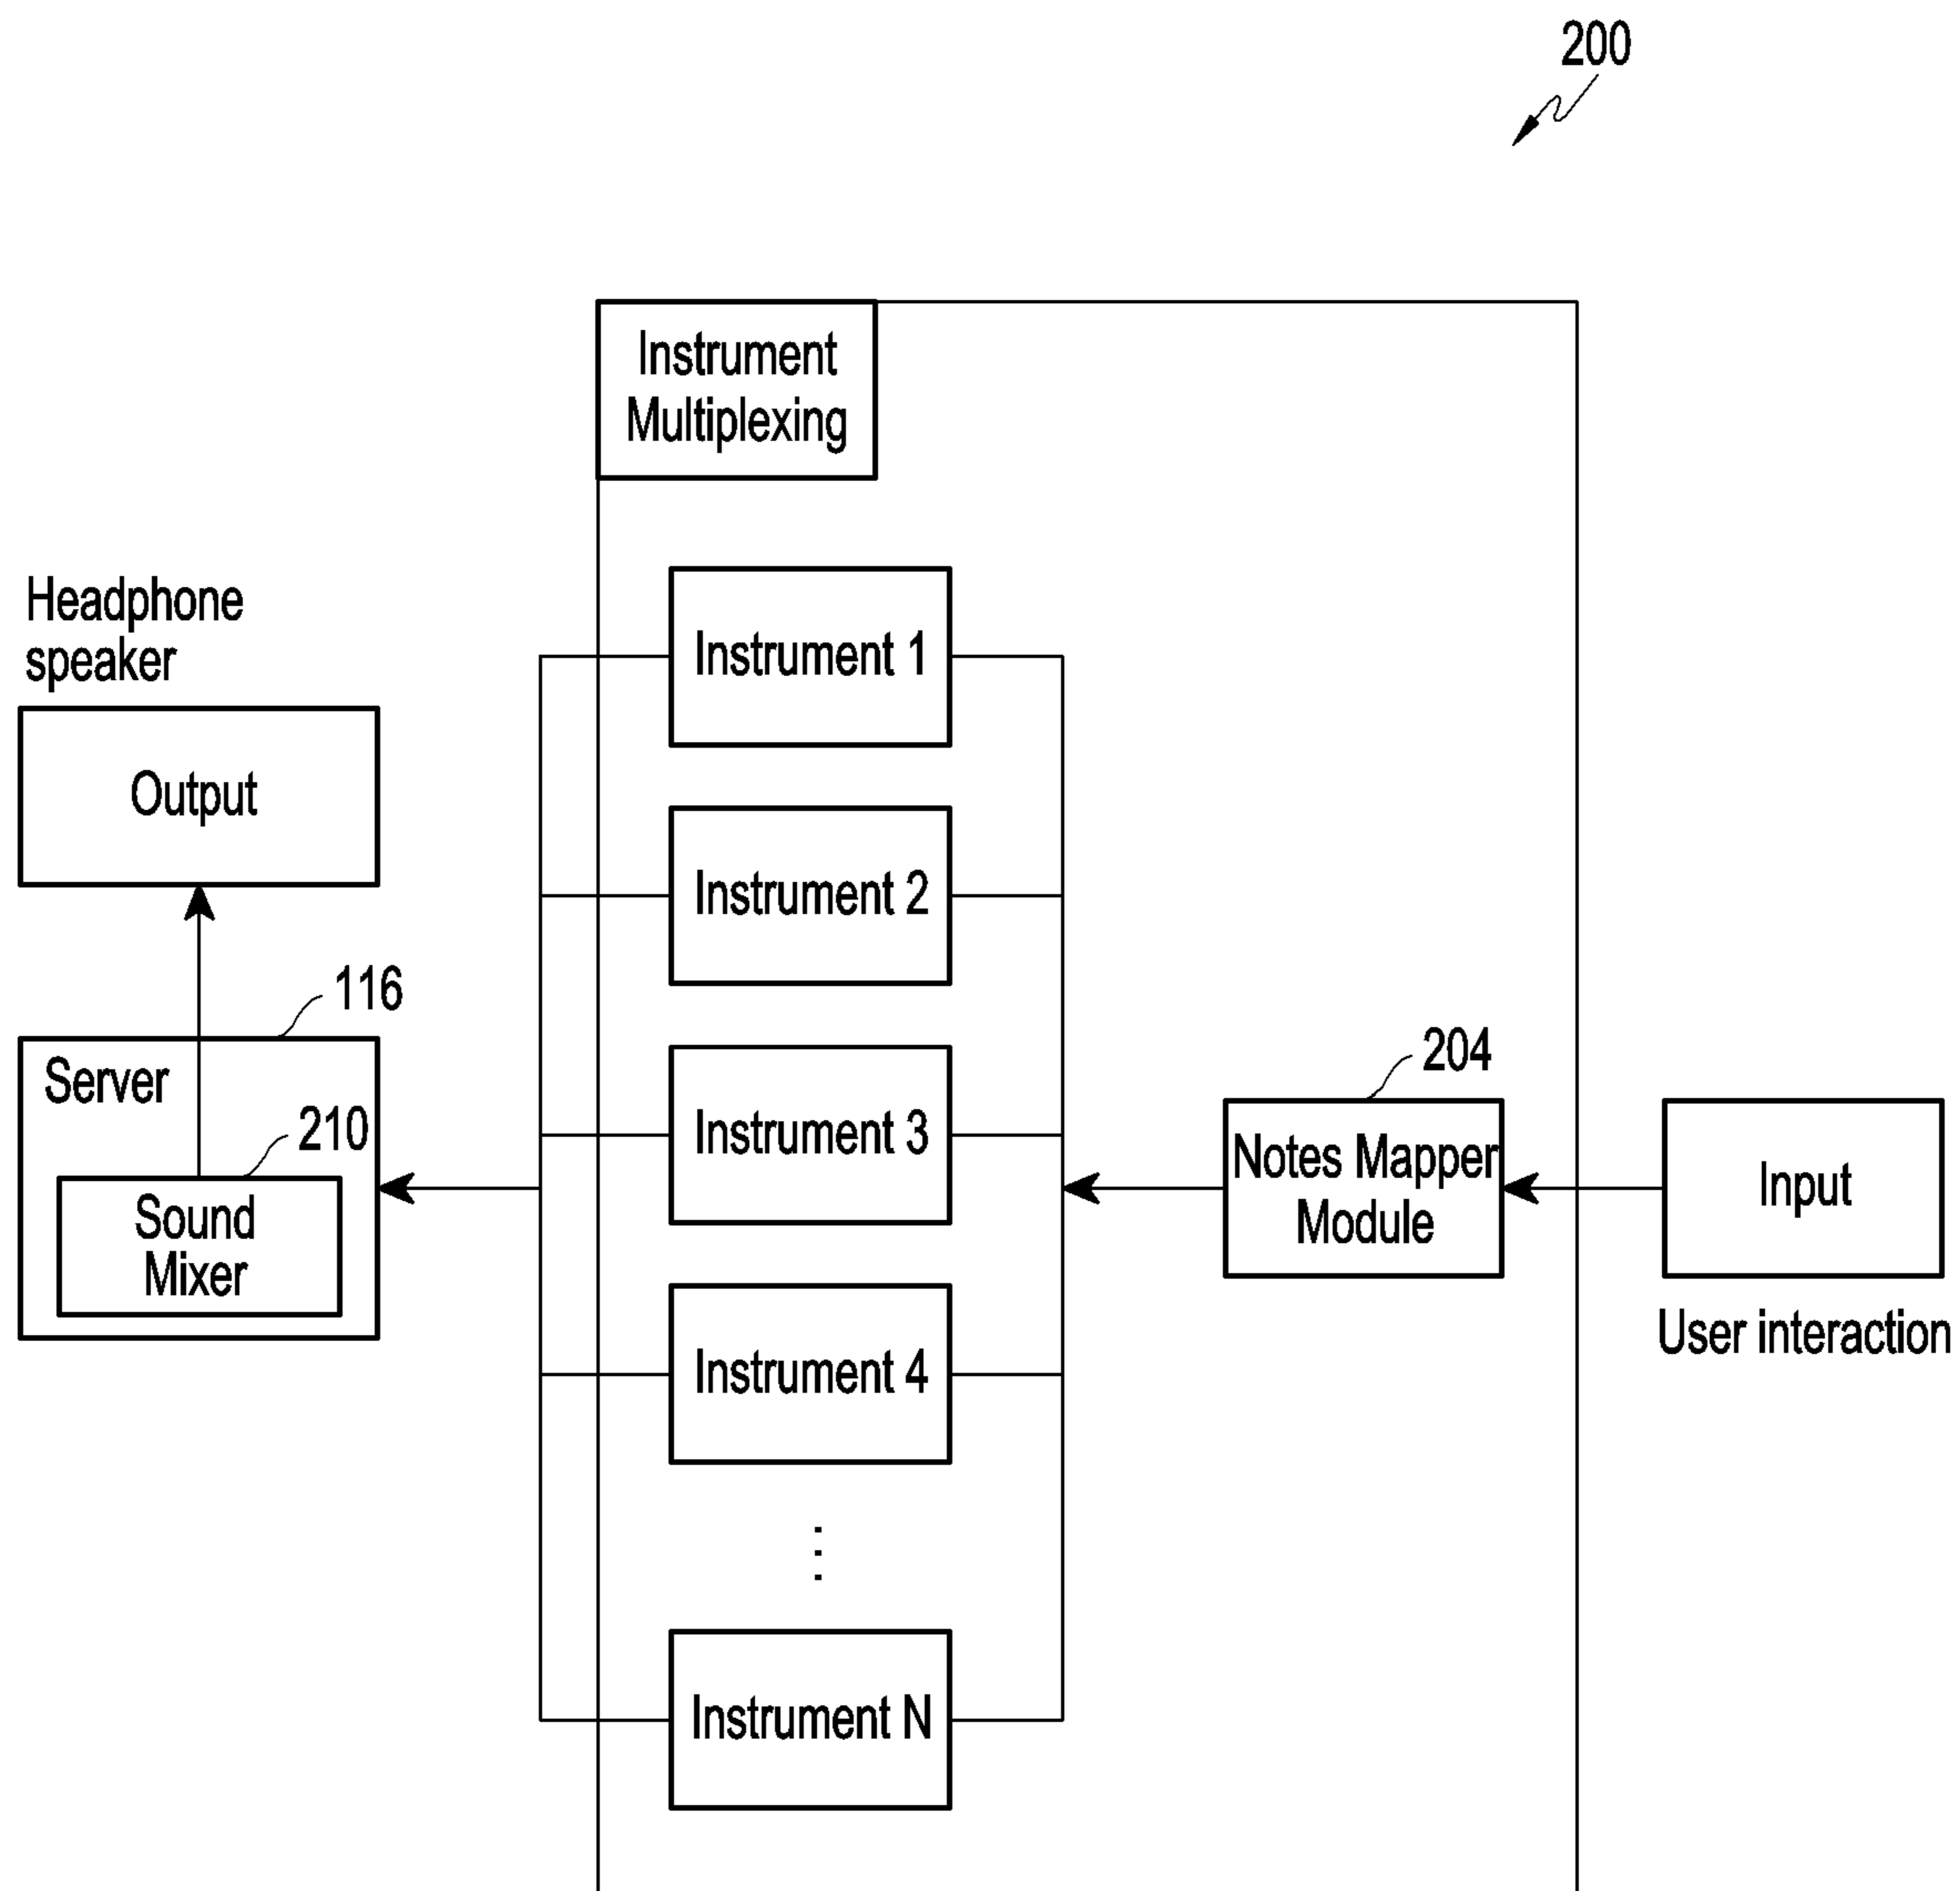 200
Instrument
Multiplexing
Headphone
speaker
Output
116
Server
210
Sound
Mixer
Instrument 1
Instrument 2
Instrument 3
Instrument 4
Instrument N
204
Notes Mapper
Module
Input
User interaction